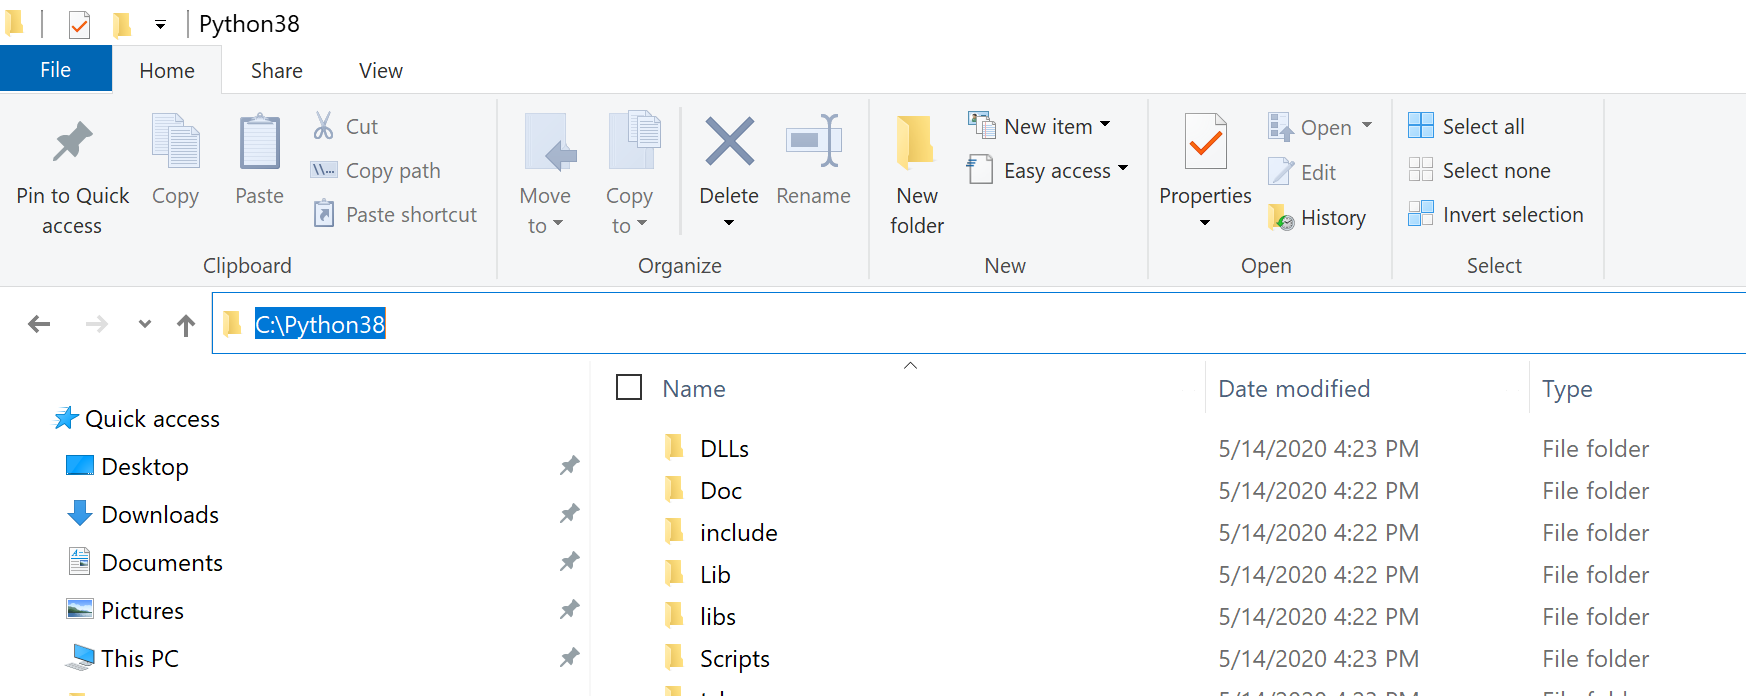 Python38
File Home Share View
Pin to Quick access
Copy
Paste
Cut
Copy path
Paste shortcut
Clipboard
Move to
Copy to
Delete
Rename
Organize
New folder
New item
Easy access
New
Properties
Open
Edit
History
Open
Select all
Select none
Invert selection
Select
C:\Python38
Quick access
Desktop
Downloads
Documents
Pictures
This PC
Name Date modified Type
DLLs 5/14/2020 4:23 PM File folder
Doc 5/14/2020 4:22 PM File folder
include 5/14/2020 4:22 PM File folder
Lib 5/14/2020 4:22 PM File folder
libs 5/14/2020 4:22 PM File folder
Scripts 5/14/2020 4:23 PM File folder